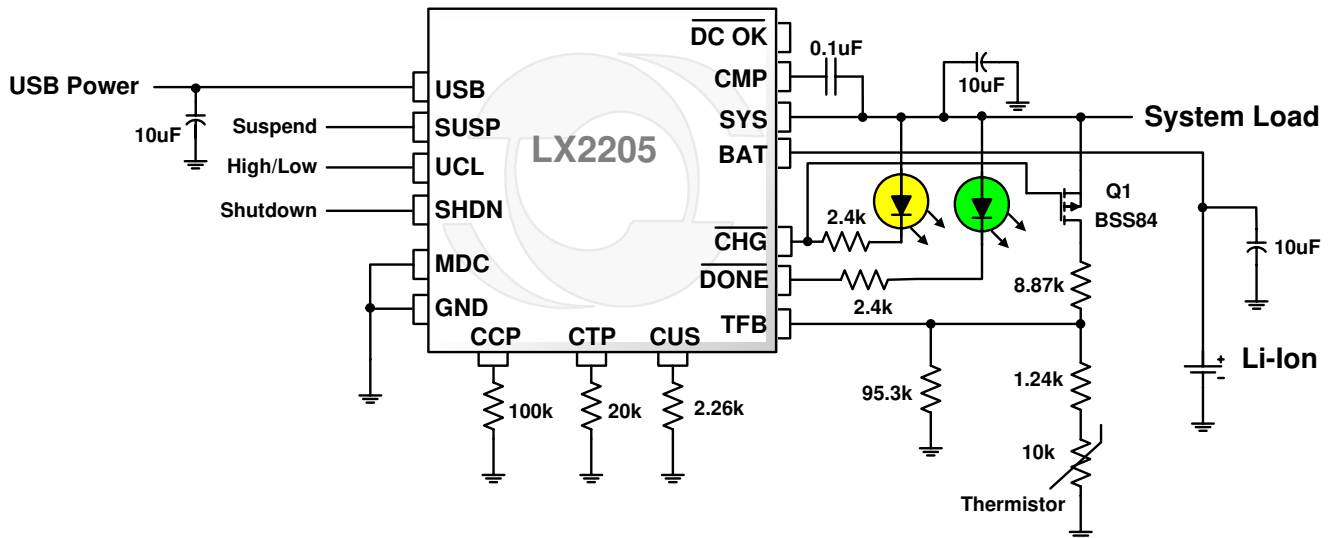 DC OK
0.1uF
CMP
10uF
USB Power
USB
SYS
System Load
10uF
Suspend
SUSP
LX2205
BAT
High/Low
UCL
Q1
BSS84
Shutdown
SHDN
2.4k
CHG
10uF
MDC
DONE
8.87k
2.4k
GND
TFB
CCP
CTP
CUS
Li-Ion
+
-
1.24k
95.3k
100k
20k
2.26k
10k
Thermistor